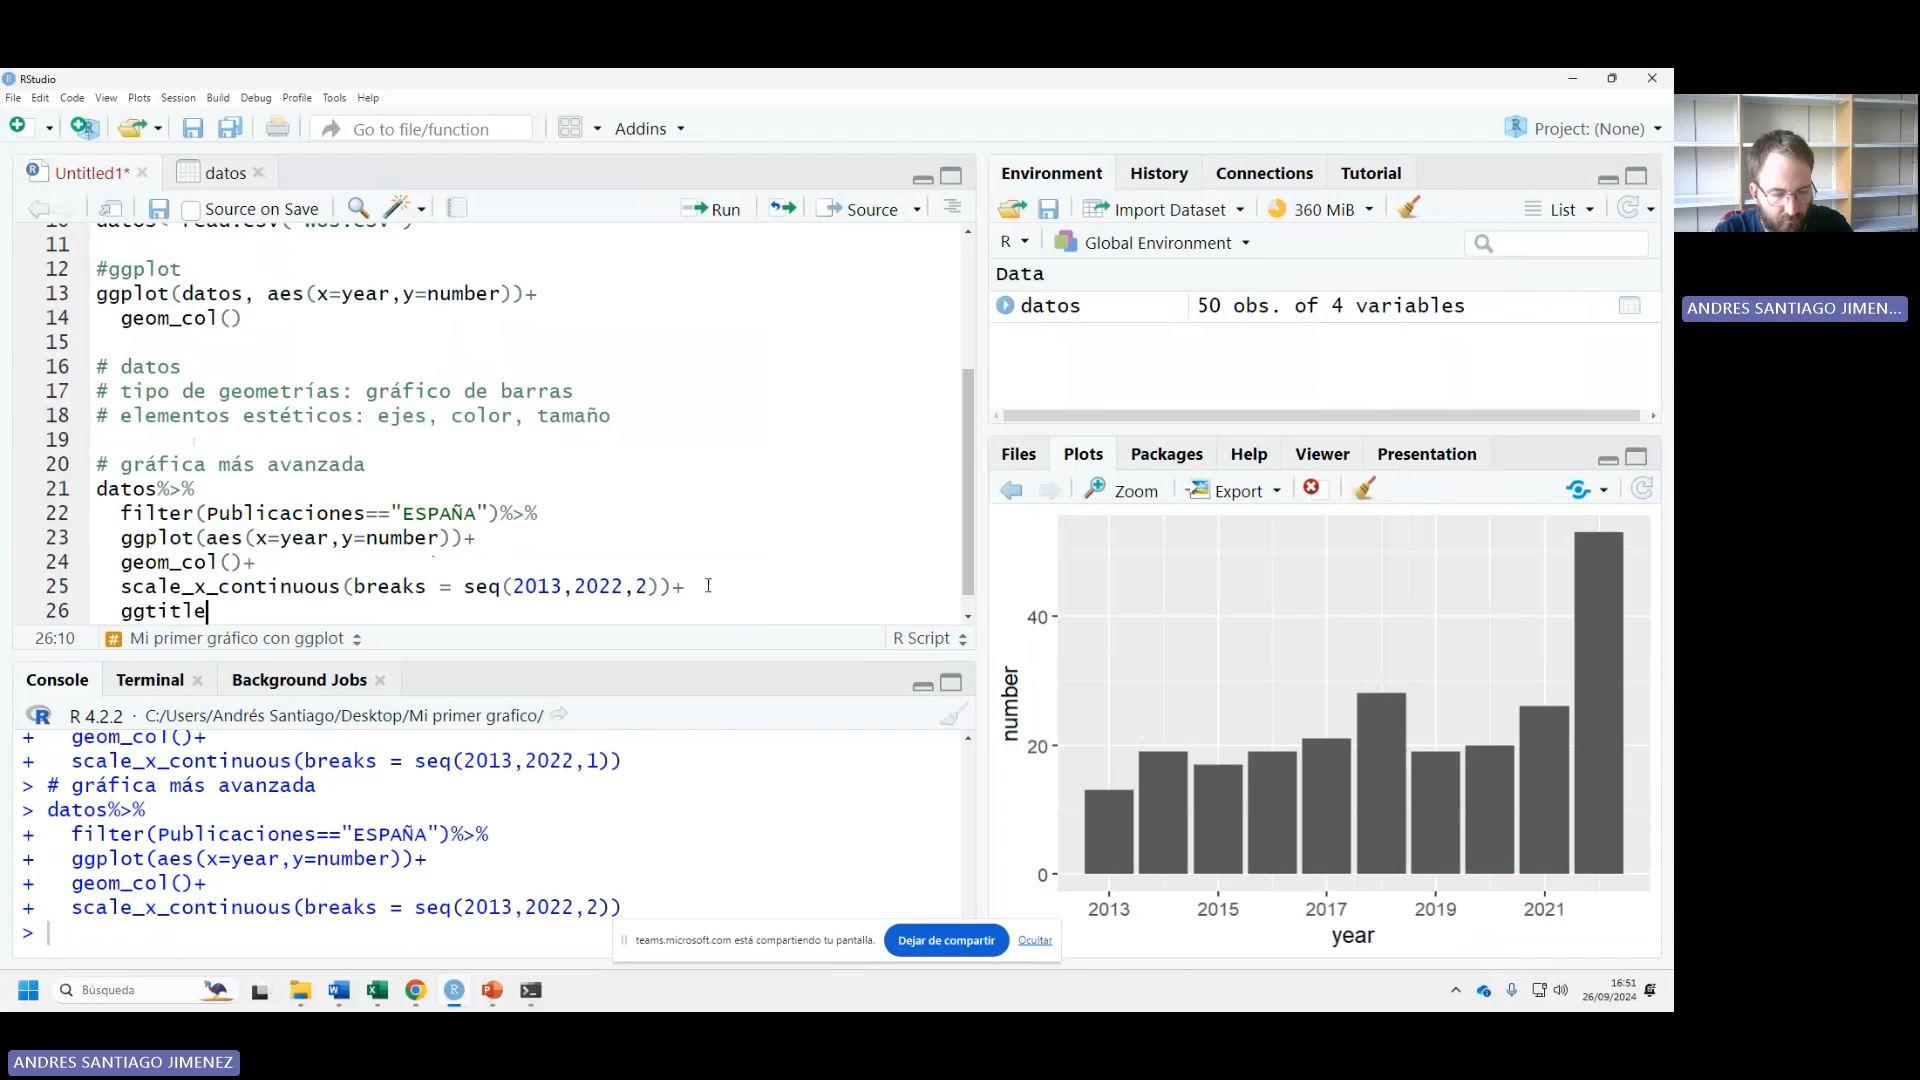 RStudio
File Edit Code View Plots Session Build Debug Profile Tools Help
Go to file/function
Addins
Project: (None)
Untitled1*
datos
Source on Save
Run
Source
11
12 #ggplot
13 ggplot(datos, aes(x=year,y=number))+
14 geom_col()
15
16 # datos
17 # tipo de geometrías: gráfico de barras
18 # elementos estéticos: ejes, color, tamaño
19
20 # gráfica más avanzada
21 datos%>%
22 filter(Publicaciones=="ESPAÑA")%>%
23 ggplot(aes(x=year,y=number))+
24 geom_col()+
25 scale_x_continuous(breaks = seq(2013,2022,2))+
26 ggtitle
26:10 # Mi primer gráfico con ggplot R Script
Console Terminal Background Jobs
R R 4.2.2 · C:/Users/Andrés Santiago/Desktop/Mi primer grafico/
+ geom_col()+
+ scale_x_continuous(breaks = seq(2013,2022,1))
> # gráfica más avanzada
> datos%>%
+ filter(Publicaciones=="ESPAÑA")%>%
+ ggplot(aes(x=year,y=number))+
+ geom_col()+
+ scale_x_continuous(breaks = seq(2013,2022,2))
>
Environment History Connections Tutorial
Import Dataset 360 MiB List
R Global Environment
Data
datos 50 obs. of 4 variables
Files Plots Packages Help Viewer Presentation
Zoom Export
40
20
0
number
2013 2015 2017 2019 2021
year
teams.microsoft.com está compartiendo tu pantalla. Dejar de compartir Ocultar
Búsqueda
16:51
26/09/2024
ANDRES SANTIAGO JIMEN...
ANDRES SANTIAGO JIMENEZ